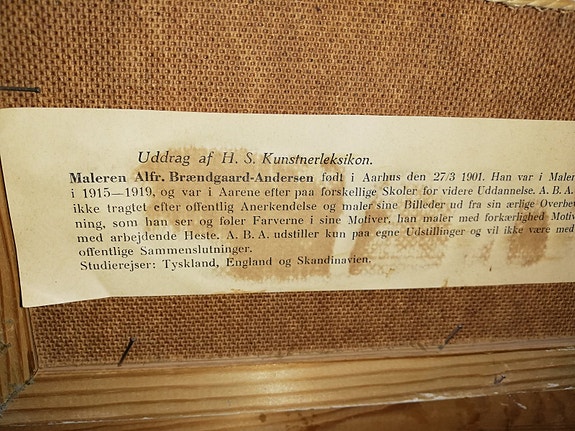 Uddrag af H. S. Kunstnerleksikon.
Maleren Alfr. Brændgaard-Andersen født i Aarhus den 27/3 1901. Han var i Maler
i 1915—1919, og var i Aarene efter paa forskellige Skoler for videre Uddannelse. A. B. A.
ikke tragtet efter offentlig Anerkendelse og maler sine Billeder ud fra sin ærlige Overbev
ning, som han ser og føler Farverne i sine Motiver, han maler med forkærlighed Motiv
med arbejdende Heste. A. B. A. udstiller kun paa egne Udstillinger og vil ikke være med
offentlige Sammenslutninger.
Studierejser: Tyskland, England og Skandinavien.